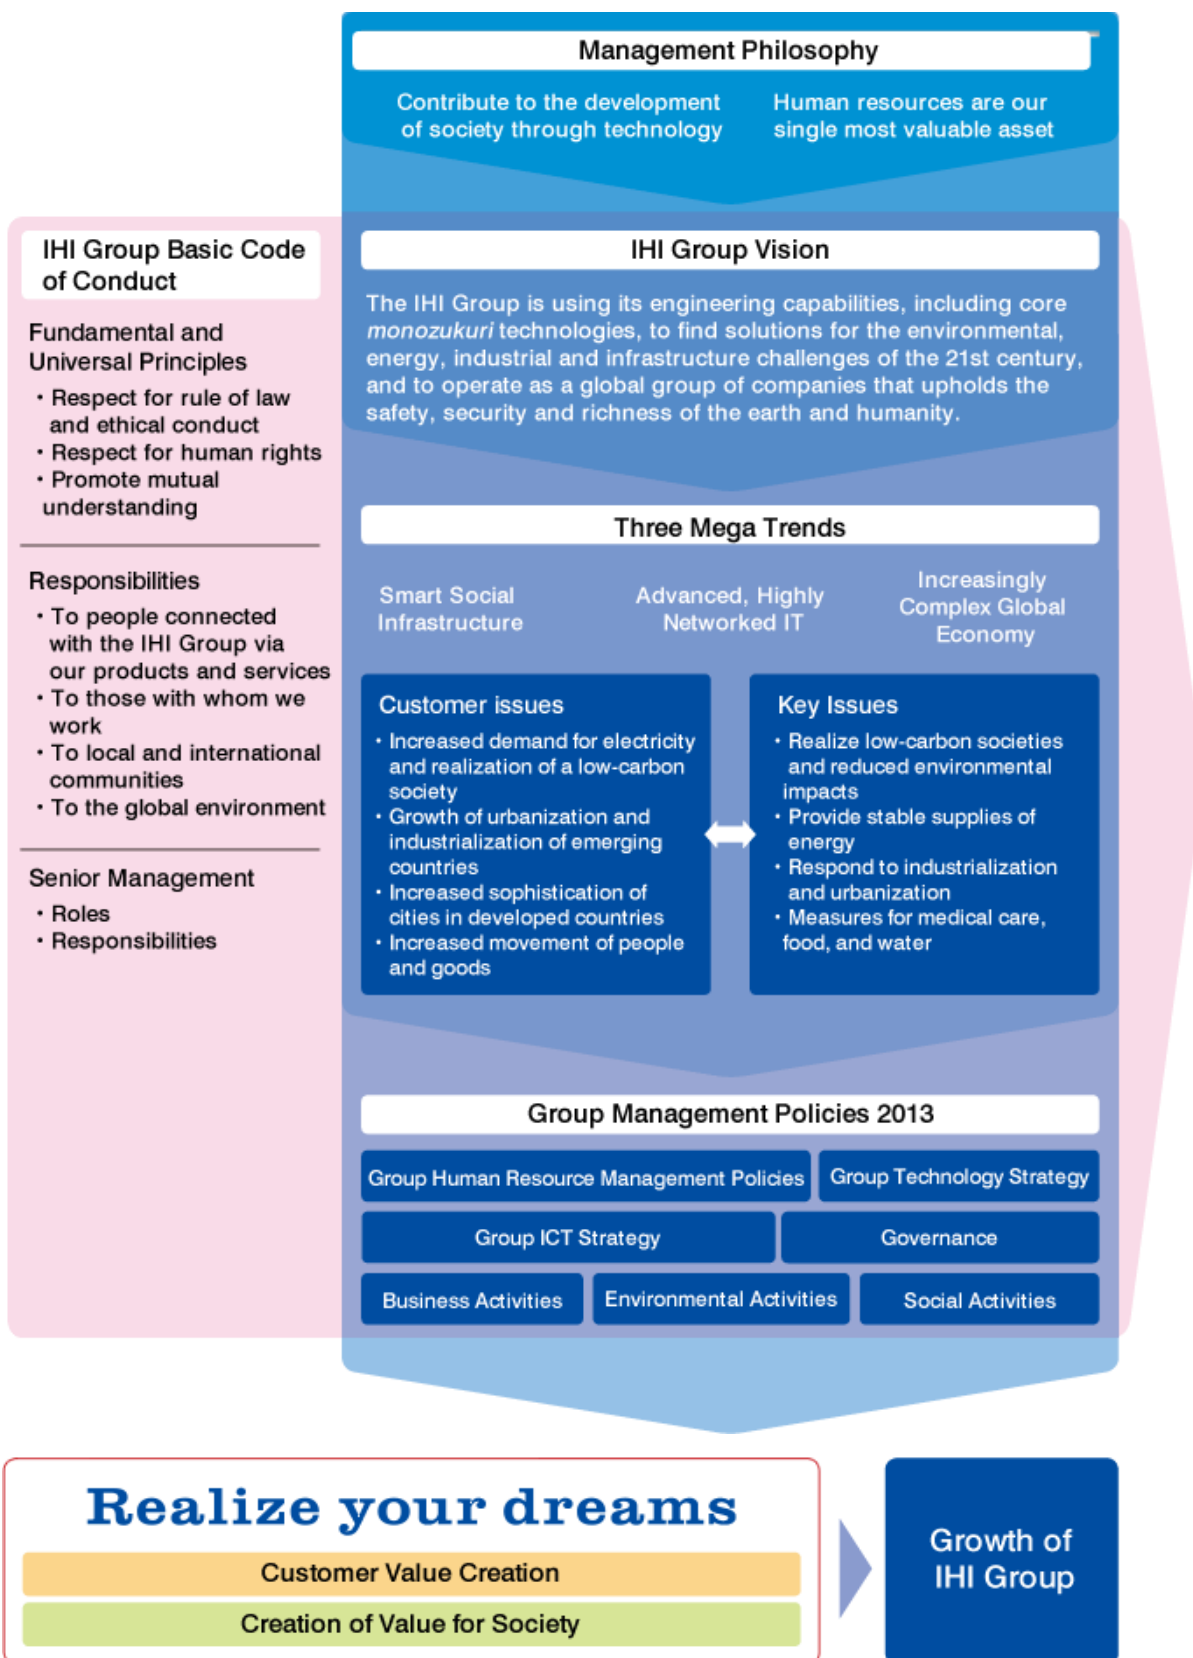 Management Philosophy
Contribute to the development
of society through technology
Human resources are our
single most valuable asset
IHI Group Basic Code
of Conduct
Fundamental and
Universal Principles
・Respect for rule of law
and ethical conduct
・Respect for human rights
・Promote mutual
understanding
Responsibilities
・To people connected
with the IHI Group via
our products and services
・To those with whom we
work
・To local and international
communities
・To the global environment
Senior Management
・Roles
・Responsibilities
IHI Group Vision
The IHI Group is using its engineering capabilities, including core
monozukuri technologies, to find solutions for the environmental,
energy, industrial and infrastructure challenges of the 21st century,
and to operate as a global group of companies that upholds the
safety, security and richness of the earth and humanity.
Three Mega Trends
Smart Social
Infrastructure
Advanced, Highly
Networked IT
Increasingly
Complex Global
Economy
Customer issues
・Increased demand for electricity
and realization of a low-carbon
society
・Growth of urbanization and
industrialization of emerging
countries
・Increased sophistication of
cities in developed countries
・Increased movement of people
and goods
Key Issues
・Realize low-carbon societies
and reduced environmental
impacts
・Provide stable supplies of
energy
・Respond to industrialization
and urbanization
・Measures for medical care,
food, and water
Group Management Policies 2013
Group Human Resource Management Policies
Group Technology Strategy
Group ICT Strategy
Governance
Business Activities
Environmental Activities
Social Activities
Realize your dreams
Customer Value Creation
Creation of Value for Society
Growth of
IHI Group